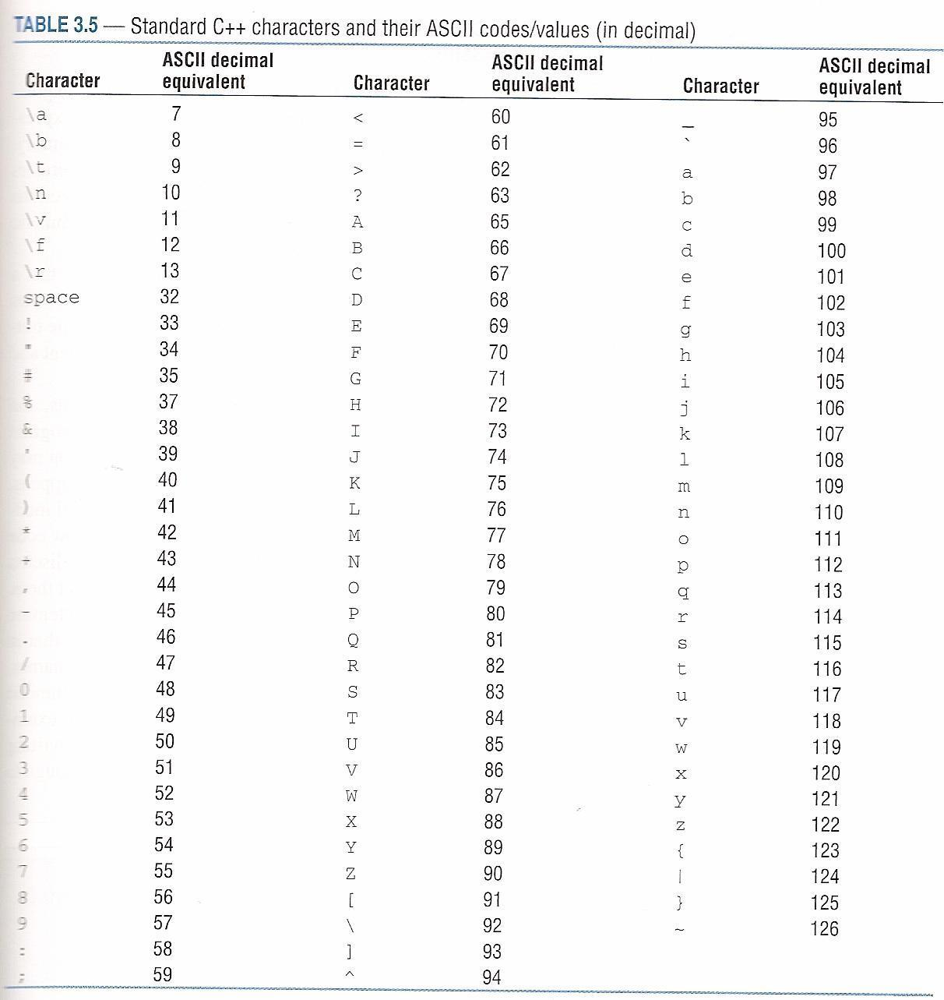 TABLE 3.5 — Standard C++ characters and their ASCII codes/values (in decimal)
Character ASCII decimal equivalent Character ASCII decimal equivalent Character ASCII decimal equivalent
\a 7 < 60 _ 95
\b 8 = 61 ` 96
\t 9 > 62 a 97
\n 10 ? 63 b 98
\v 11 A 65 c 99
\f 12 B 66 d 100
\r 13 C 67 e 101
space 32 D 68 f 102
! 33 E 69 g 103
" 34 F 70 h 104
# 35 G 71 i 105
% 37 H 72 j 106
& 38 I 73 k 107
' 39 J 74 l 108
( 40 K 75 m 109
) 41 L 76 n 110
* 42 M 77 o 111
+ 43 N 78 p 112
, 44 O 79 q 113
- 45 P 80 r 114
. 46 Q 81 s 115
/ 47 R 82 t 116
0 48 S 83 u 117
1 49 T 84 v 118
2 50 U 85 w 119
3 51 V 86 x 120
4 52 W 87 y 121
5 53 X 88 z 122
6 54 Y 89 { 123
7 55 Z 90 | 124
8 56 [ 91 } 125
9 57 \ 92 ~ 126
: 58 ] 93
; 59 ^ 94